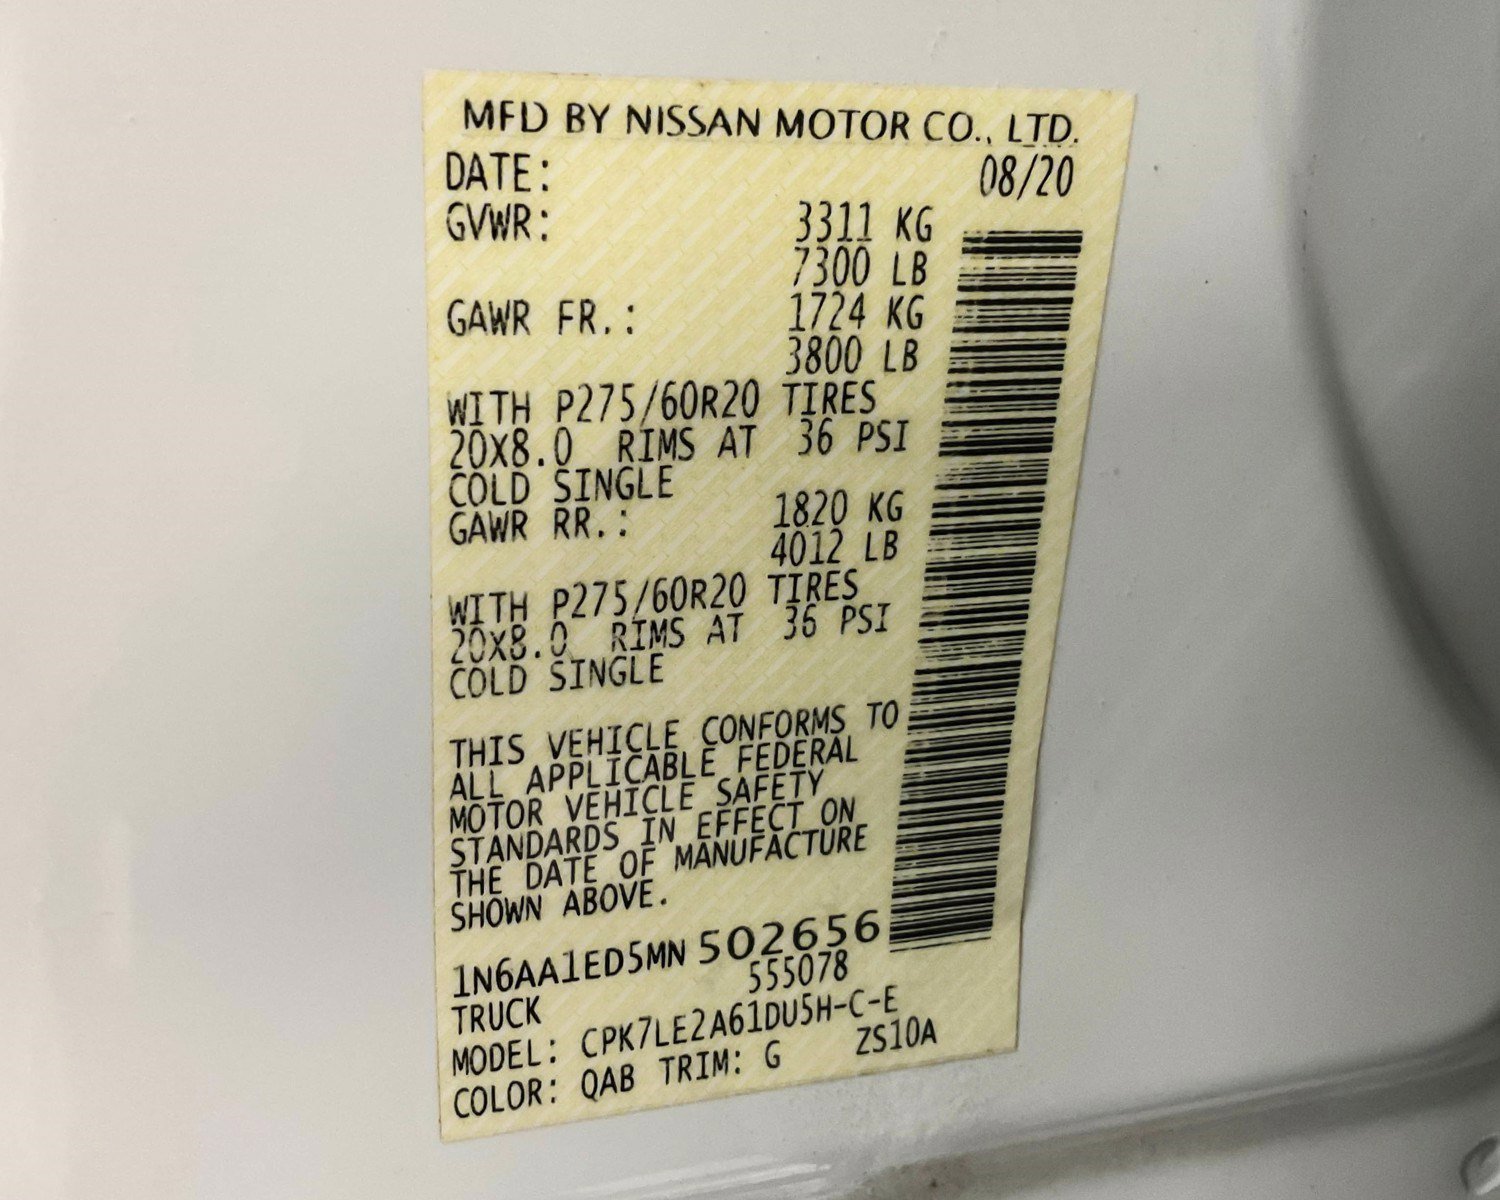 MFD BY NISSAN MOTOR CO., LTD.
DATE: 08/20
GVWR: 3311 KG
7300 LB
GAWR FR.: 1724 KG
3800 LB
WITH P275/60R20 TIRES
20X8.0 RIMS AT 36 PSI
COLD SINGLE
GAWR RR.: 1820 KG
4012 LB
WITH P275/60R20 TIRES
20X8.0 RIMS AT 36 PSI
COLD SINGLE
THIS VEHICLE CONFORMS TO
ALL APPLICABLE FEDERAL
MOTOR VEHICLE SAFETY
STANDARDS IN EFFECT ON
THE DATE OF MANUFACTURE
SHOWN ABOVE.
1N6AA1ED5MN 502656
TRUCK 555078
MODEL: CPK7LE2A61DU5H-C-E
COLOR: QAB TRIM: G ZS10A